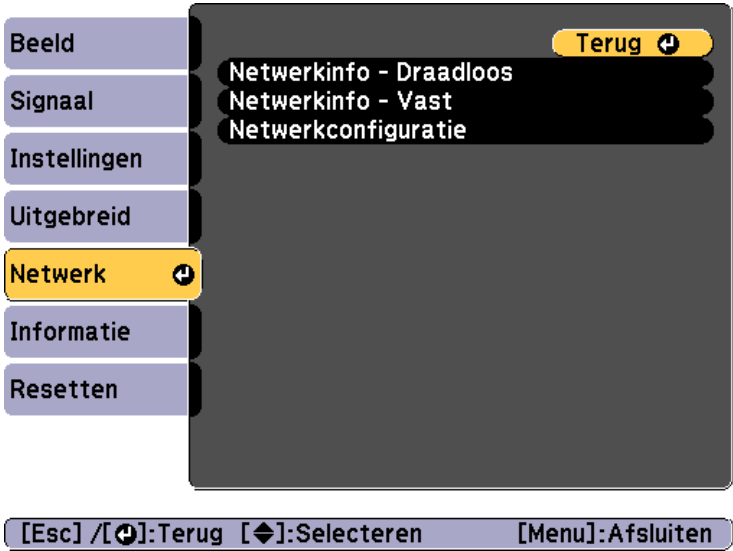 Beeld
Signaal
Instellingen
Uitgebreid
Netwerk
Informatie
Resetten
Terug
Netwerkinfo - Draadloos
Netwerkinfo - Vast
Netwerkconfiguratie
[Esc] /[⏎]:Terug [◆]:Selecteren [Menu]:Afsluiten